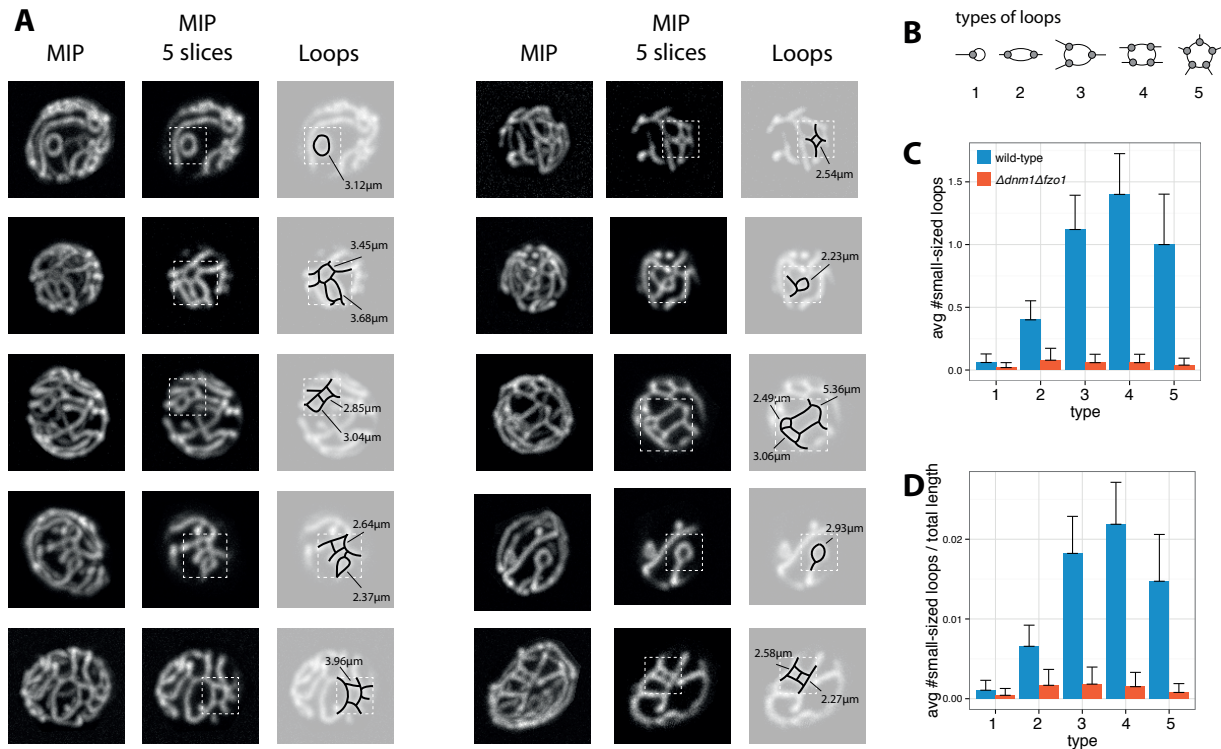 A
MIP
MIP
5 slices
Loops
3.12µm
3.45µm
3.68µm
2.85µm
3.04µm
2.64µm
2.37µm
3.96µm
MIP
MIP
5 slices
Loops
2.54µm
2.23µm
2.49µm
5.36µm
3.06µm
2.93µm
2.58µm
2.27µm
B
types of loops
1 2 3 4 5
C
wild-type
Δdnm1Δfzo1
avg #small-sized loops
1.5
1.0
0.5
0.0
1 2 3 4 5
type
D
avg #small-sized loops / total length
0.02
0.01
0.00
1 2 3 4 5
type